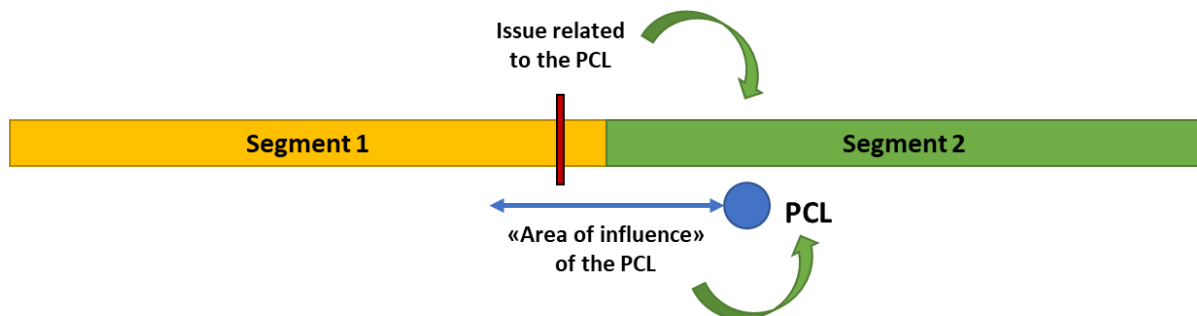 Issue related
to the PCL
Segment 1
Segment 2
PCL
«Area of influence»
of the PCL